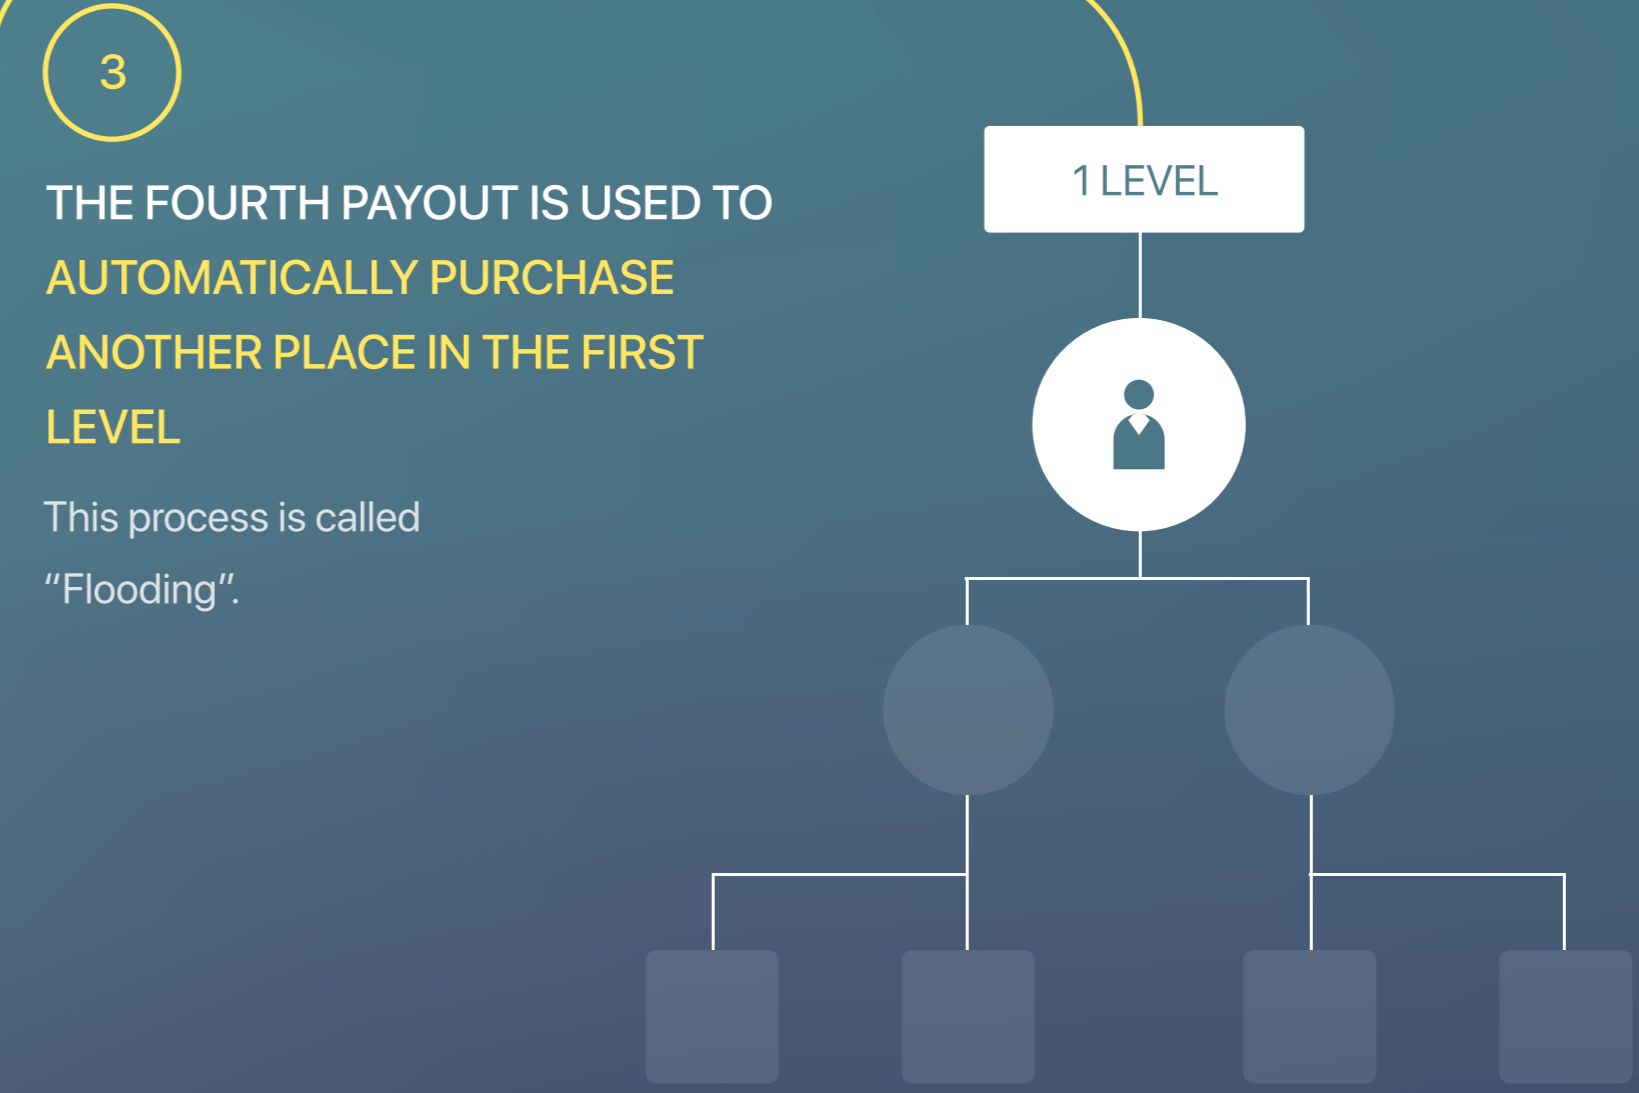 3
THE FOURTH PAYOUT IS USED TO
AUTOMATICALLY PURCHASE
ANOTHER PLACE IN THE FIRST
LEVEL
This process is called
“Flooding”.
1 LEVEL